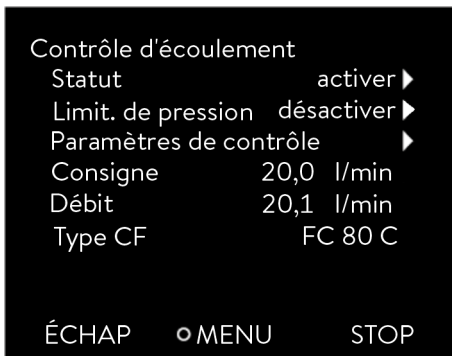 Contrôle d'écoulement
Statut activer
Limit. de pression désactiver
Paramètres de contrôle
Consigne 20,0 l/min
Débit 20,1 l/min
Type CF FC 80 C
ÉCHAP MENU STOP